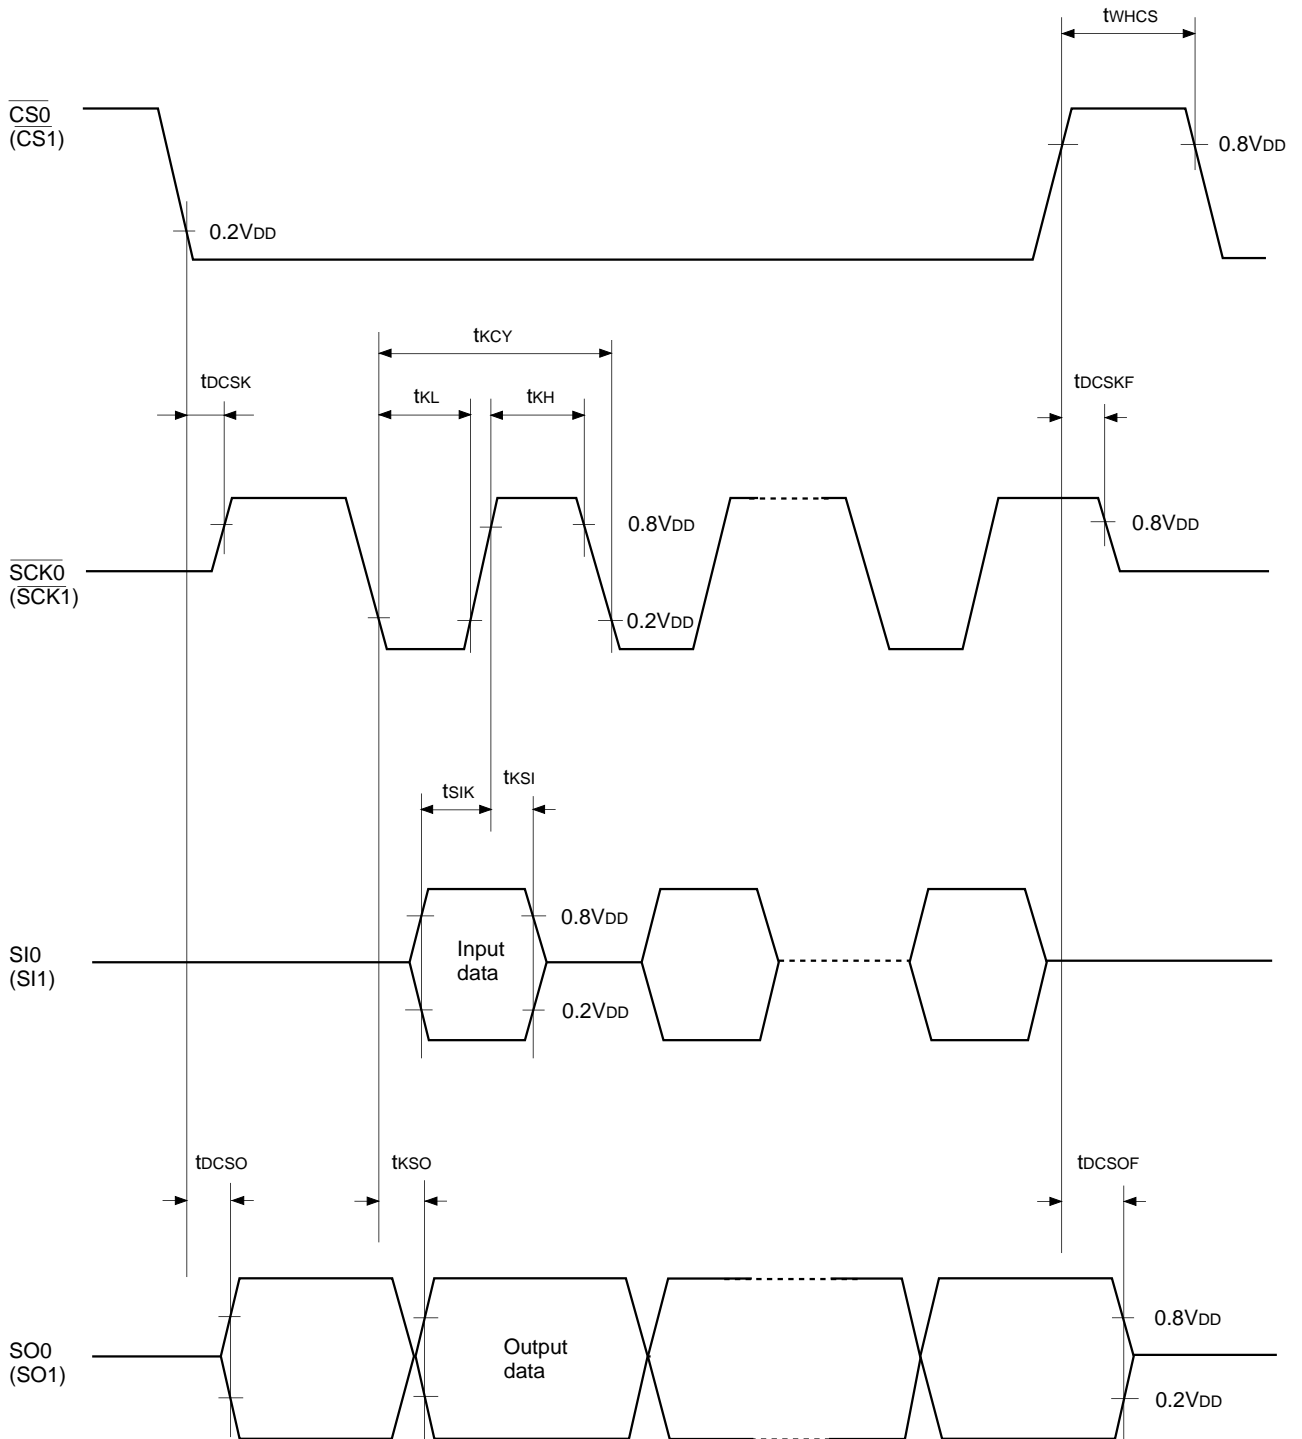 tWHCS
CS0
(CS1)
0.8VDD
0.2VDD
tKCY
tDCSK
tKL
tKH
tDCSKF
0.8VDD
0.8VDD
SCK0
(SCK1)
0.2VDD
tSIK
tKSI
0.8VDD
SI0
(SI1)
Input
data
0.2VDD
tDCSO
tKSO
tDCSOF
0.8VDD
SO0
(SO1)
Output
data
0.2VDD